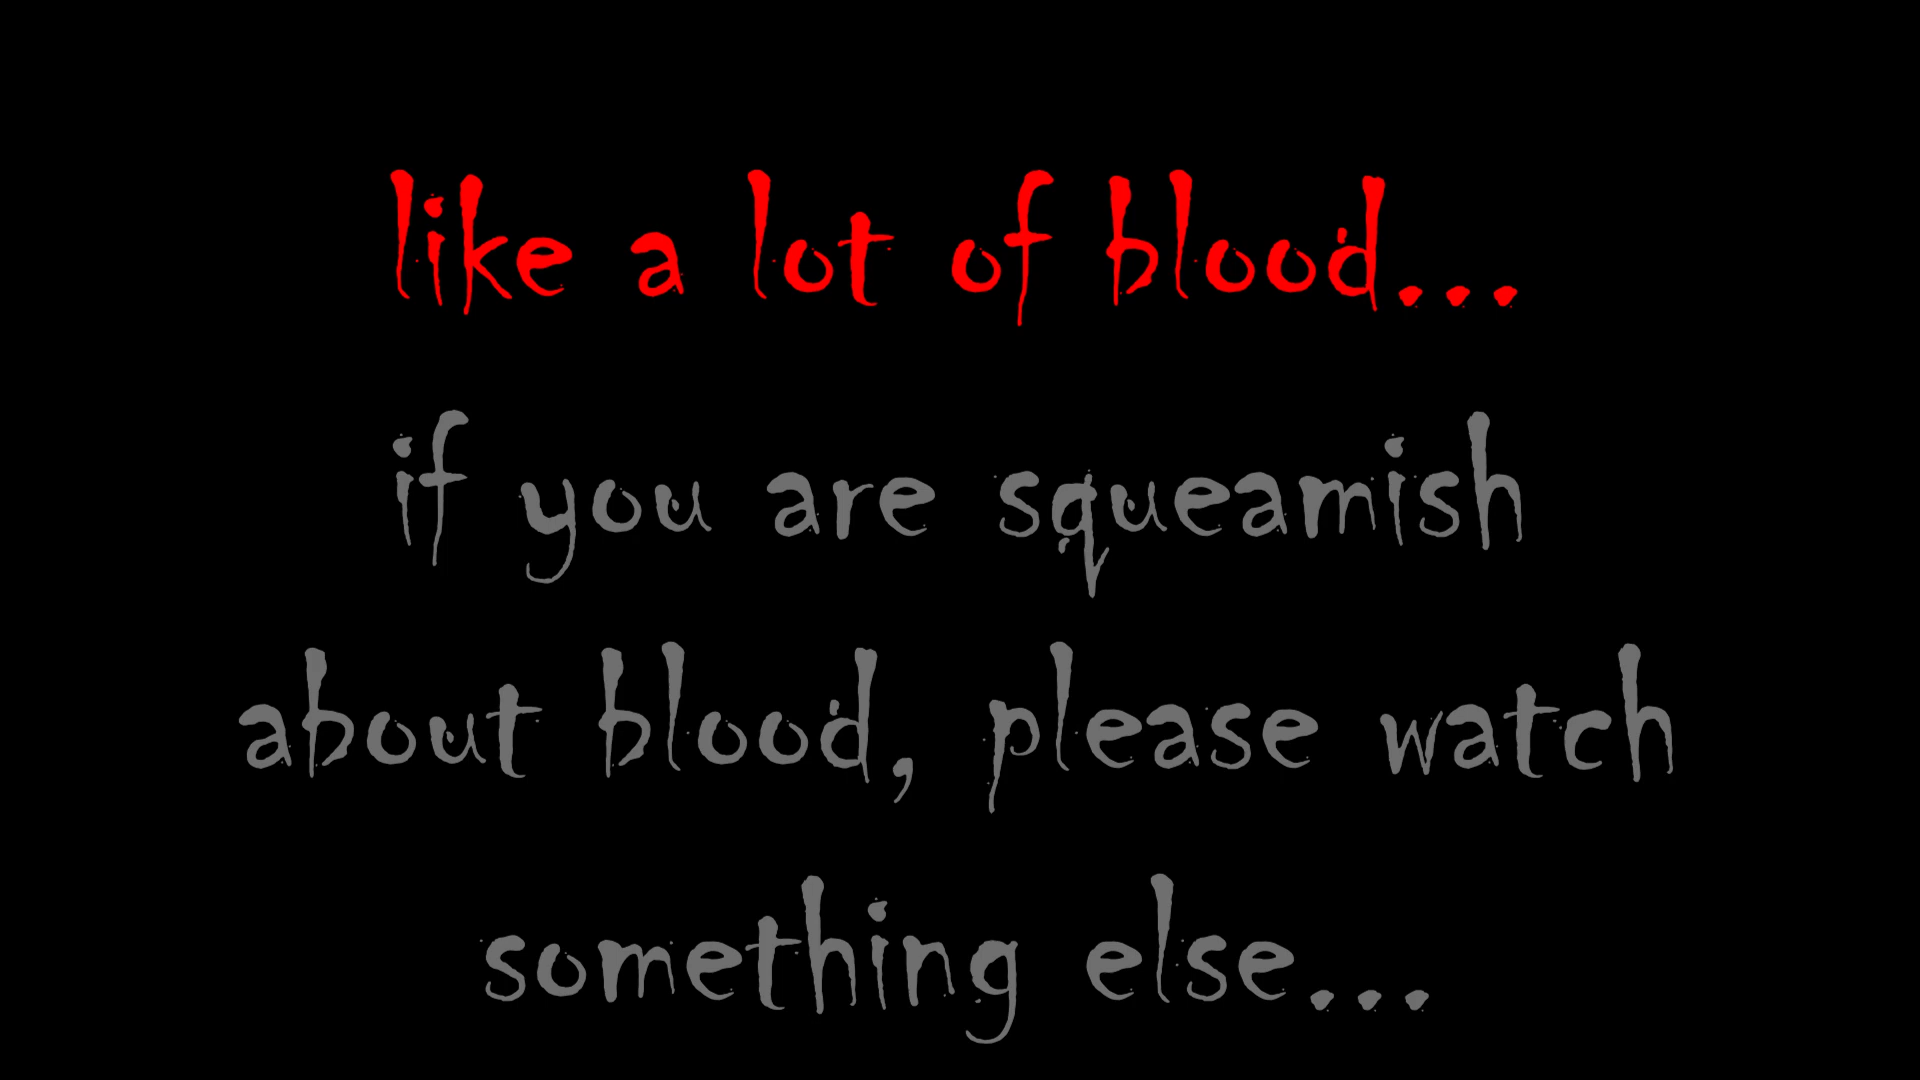 like a lot of blood...
if you are squeamish
about blood, please watch
something else...